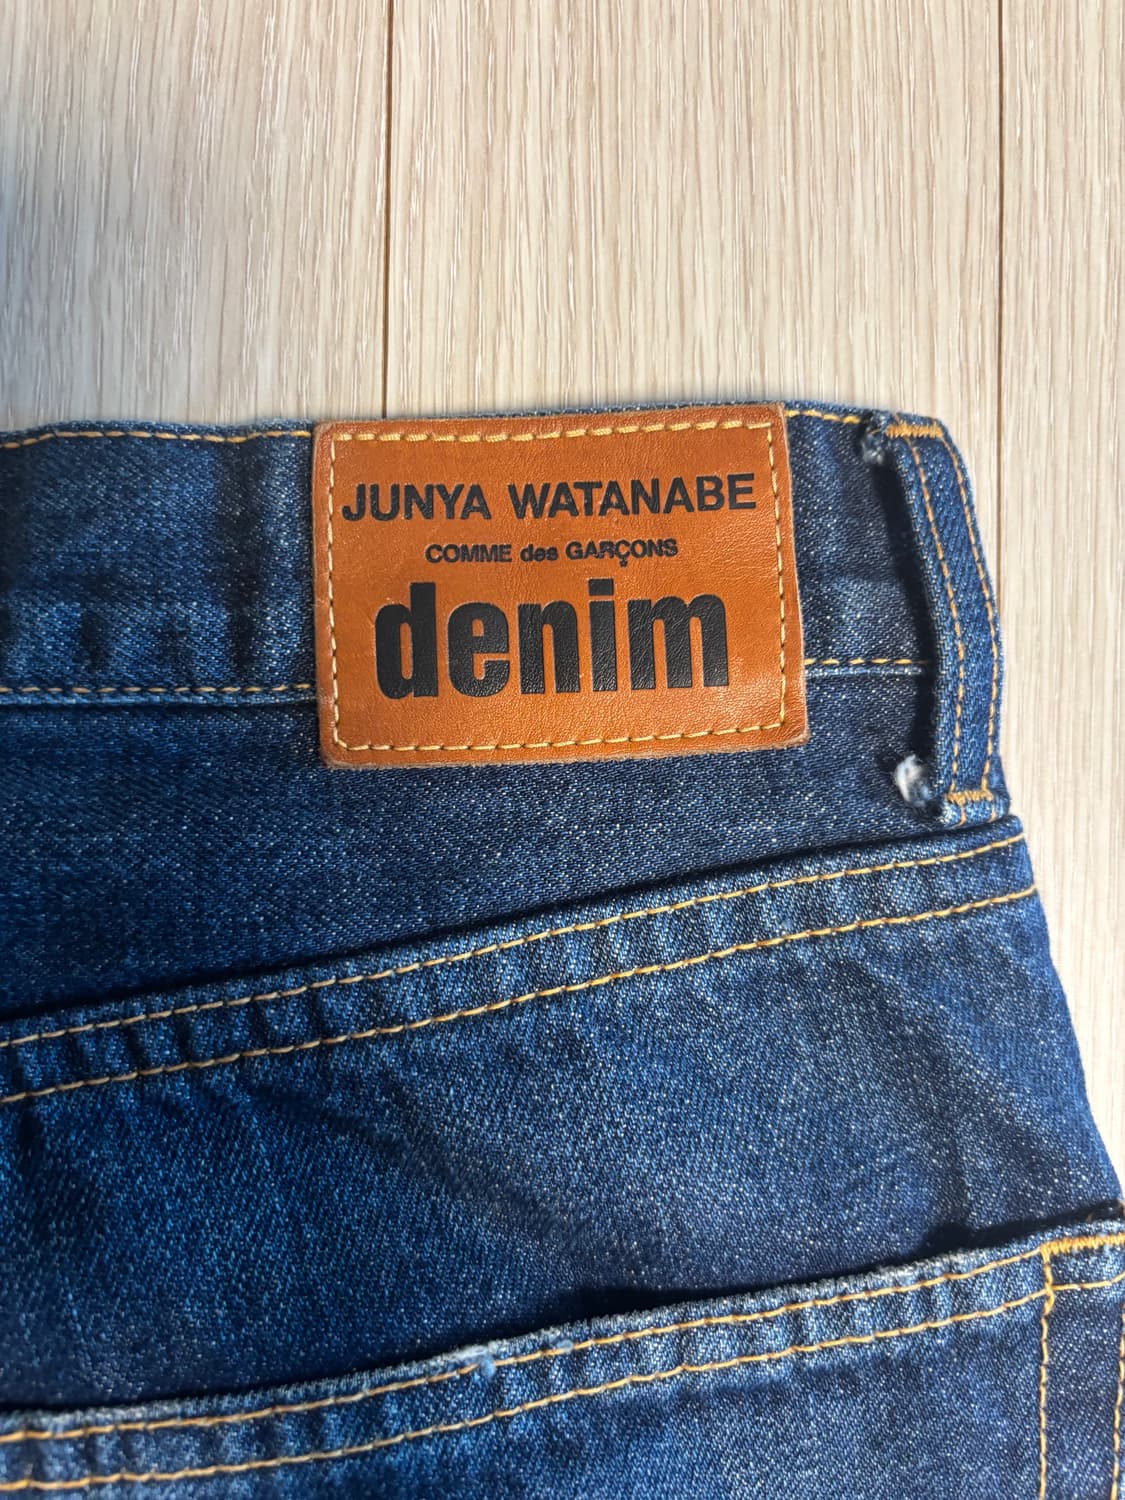 JUNYA WATANABE
COMME des GARÇONS
denim